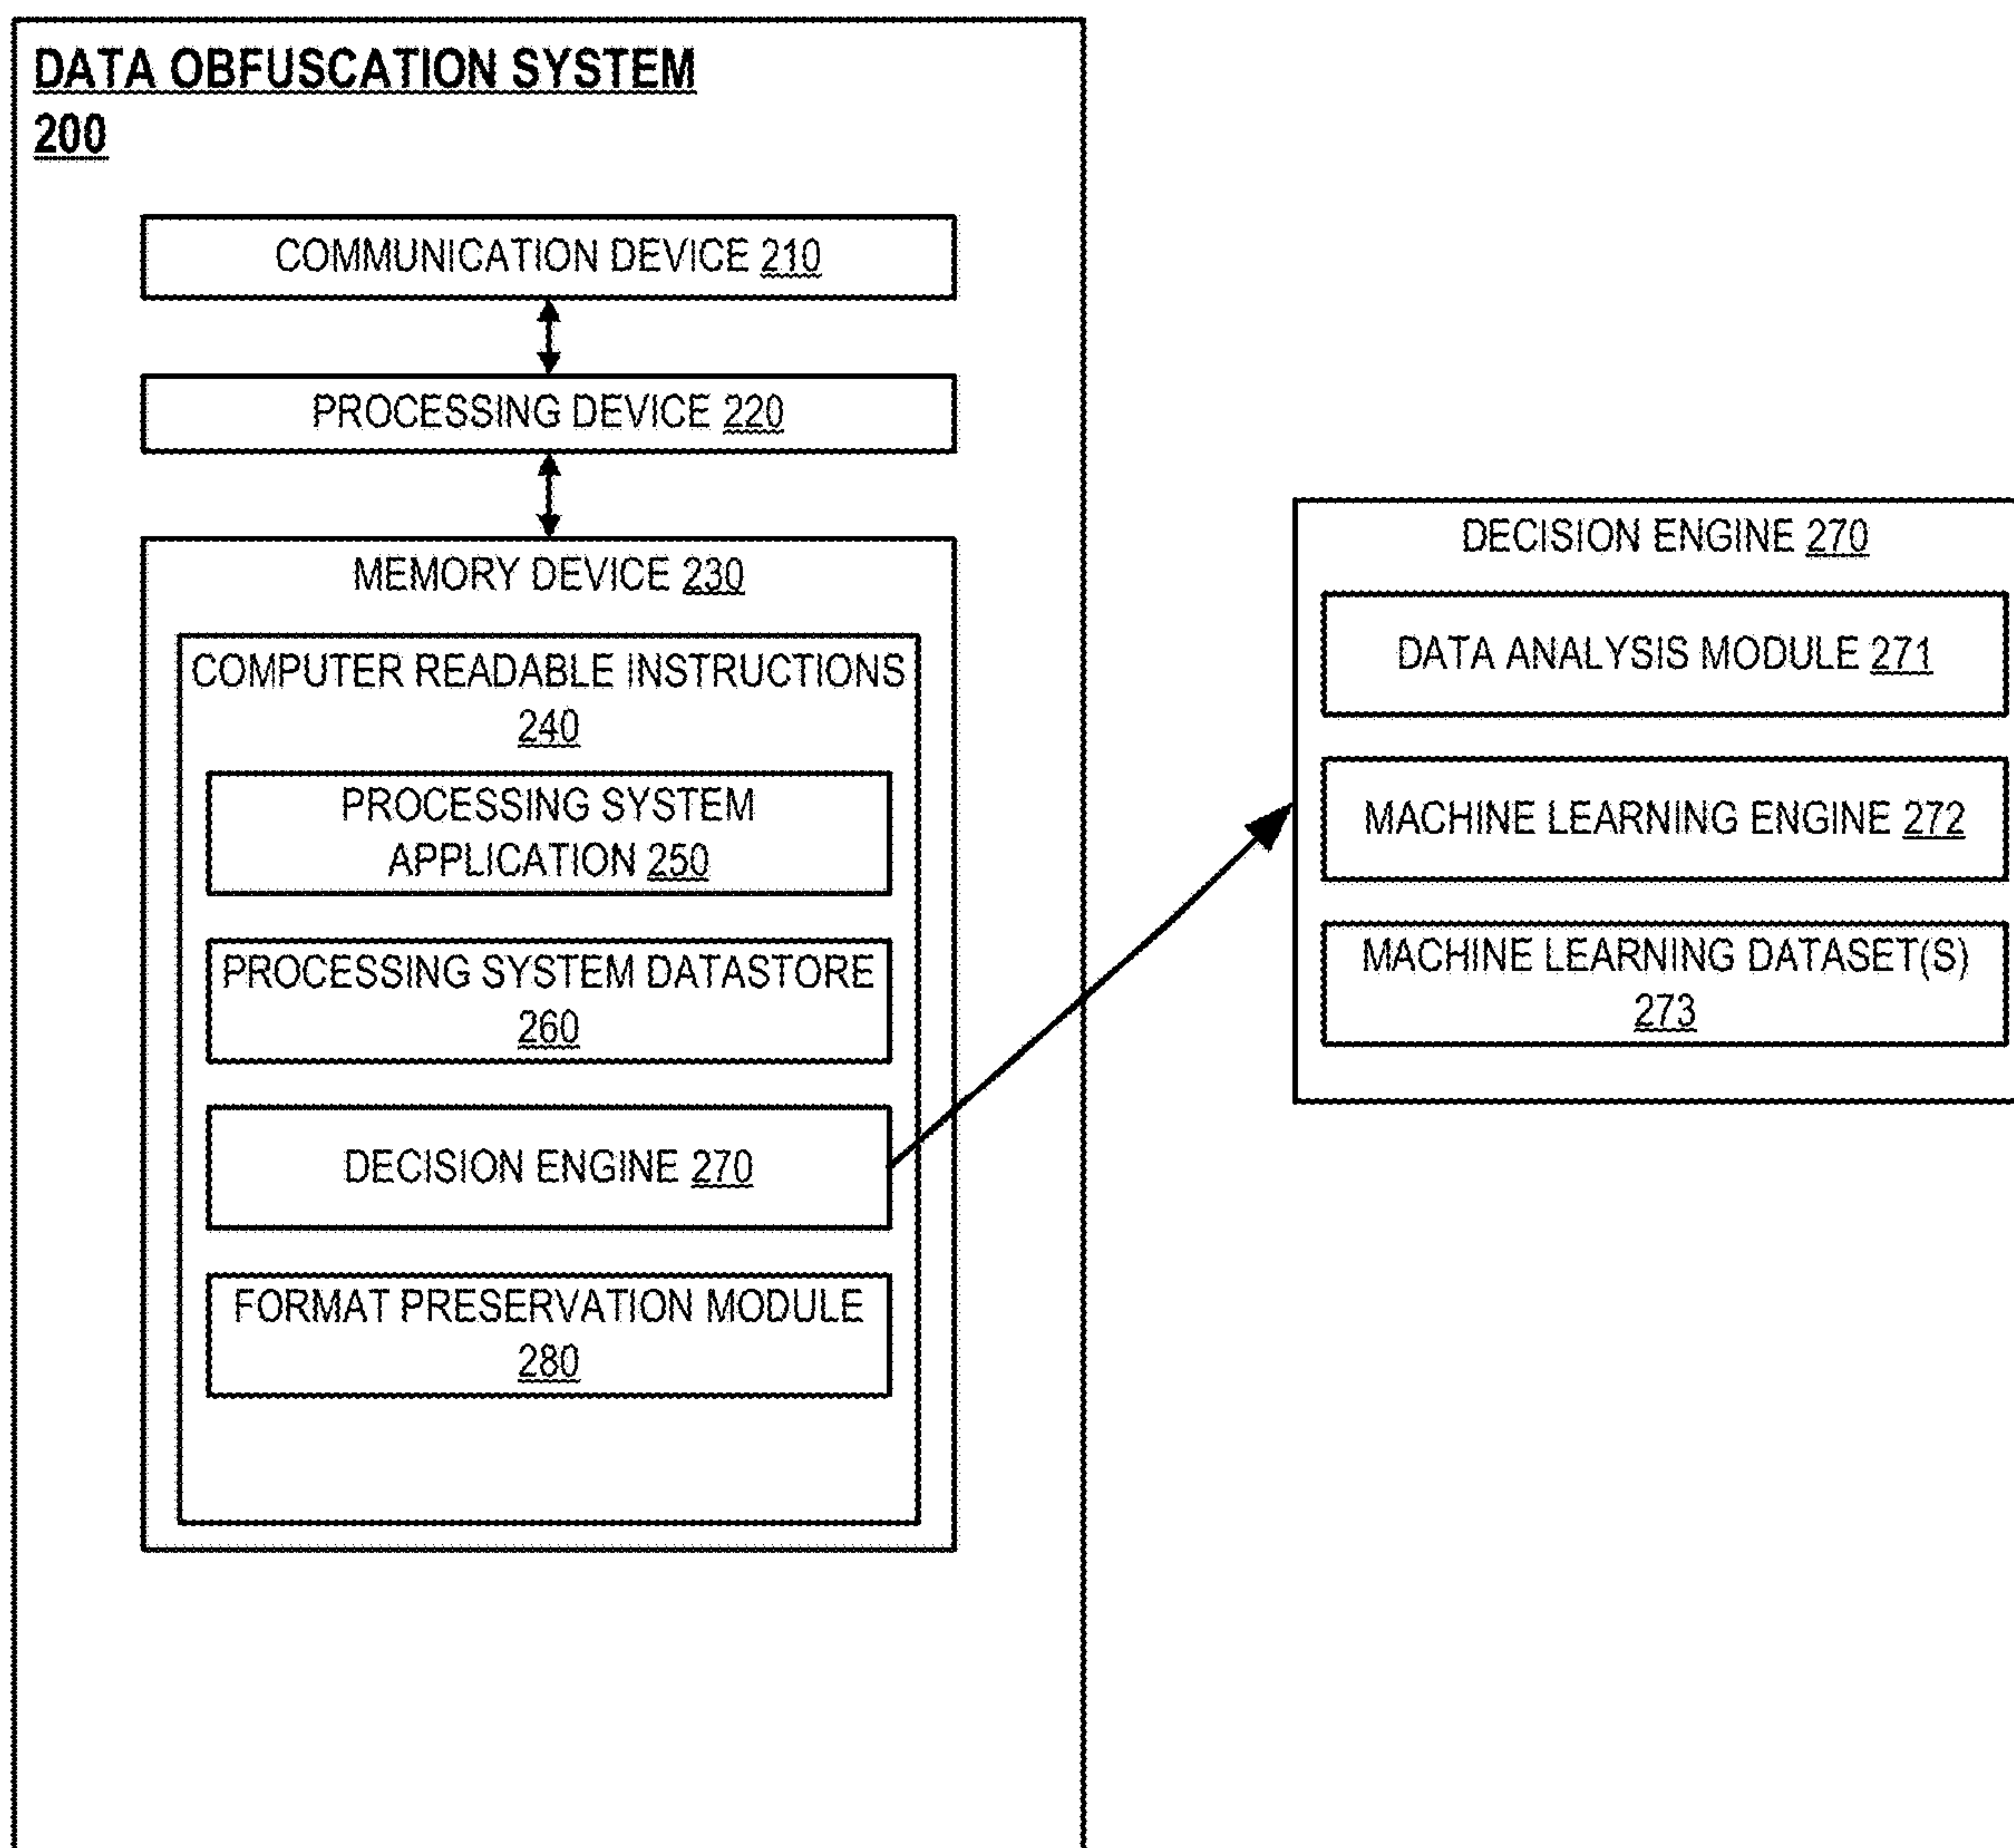 DATA OBFUSCATION SYSTEM
200
COMMUNICATION DEVICE 210
PROCESSING DEVICE 220
MEMORY DEVICE 230
COMPUTER READABLE INSTRUCTIONS
240
PROCESSING SYSTEM
APPLICATION 250
PROCESSING SYSTEM DATASTORE
260
DECISION ENGINE 270
FORMAT PRESERVATION MODULE
280
DECISION ENGINE 270
DATA ANALYSIS MODULE 271
MACHINE LEARNING ENGINE 272
MACHINE LEARNING DATASET(S)
273